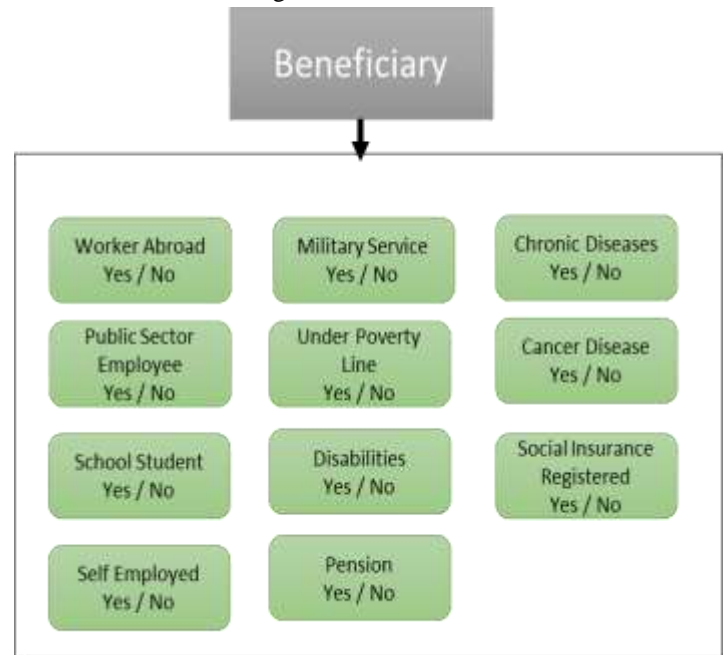 Beneficiary
Worker Abroad
Yes / No
Military Service
Yes / No
Chronic Diseases
Yes / No
Public Sector
Employee
Yes / No
Under Poverty
Line
Yes / No
Cancer Disease
Yes / No
School Student
Yes / No
Disabilities
Yes / No
Social Insurance
Registered
Yes / No
Self Employed
Yes / No
Pension
Yes / No